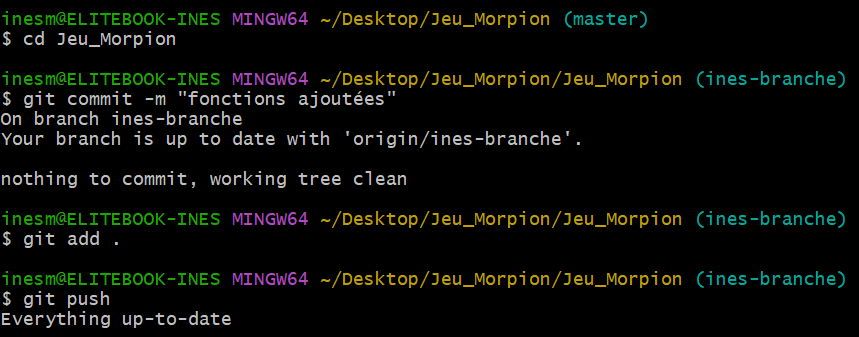 inesm@ELITEBOOK-INES MINGW64 ~/Desktop/Jeu_Morpion (master)
$ cd Jeu_Morpion
inesm@ELITEBOOK-INES MINGW64 ~/Desktop/Jeu_Morpion/Jeu_Morpion (ines-branche)
$ git commit -m "fonctions ajoutées"
On branch ines-branche
Your branch is up to date with 'origin/ines-branche'.
nothing to commit, working tree clean
inesm@ELITEBOOK-INES MINGW64 ~/Desktop/Jeu_Morpion/Jeu_Morpion (ines-branche)
$ git add .
inesm@ELITEBOOK-INES MINGW64 ~/Desktop/Jeu_Morpion/Jeu_Morpion (ines-branche)
$ git push
Everything up-to-date